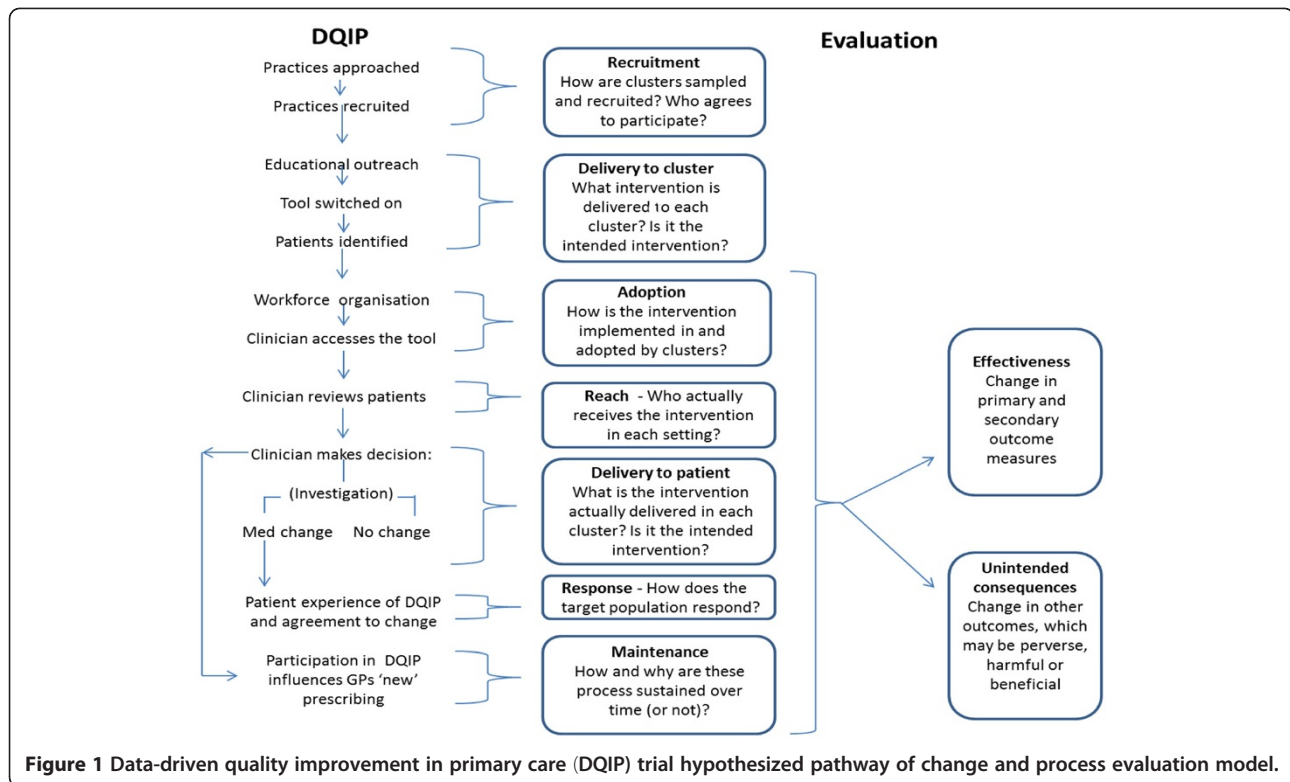 DQIP
Evaluation
Practices approached
Practices recruited
Educational outreach
Tool switched on
Patients identified
Workforce organisation
Clinician accesses the tool
Clinician reviews patients
Clinician makes decision:
(Investigation)
Med change No change
Patient experience of DQIP
and agreement to change
Participation in DQIP
influences GPs 'new'
prescribing
Recruitment
How are clusters sampled
and recruited? Who agrees
to participate?
Delivery to cluster
What intervention is
delivered to each
cluster? Is it the
intended intervention?
Adoption
How is the intervention
implemented in and
adopted by clusters?
Reach - Who actually
receives the intervention
in each setting?
Delivery to patient
What is the intervention
actually delivered in each
cluster? Is it the intended
intervention?
Response - How does the
target population respond?
Maintenance
How and why are these
process sustained over
time (or not)?
Effectiveness
Change in
primary and
secondary
outcome
measures
Unintended
consequences
Change in other
outcomes, which
may be perverse,
harmful or
beneficial
Figure 1 Data-driven quality improvement in primary care (DQIP) trial hypothesized pathway of change and process evaluation model.